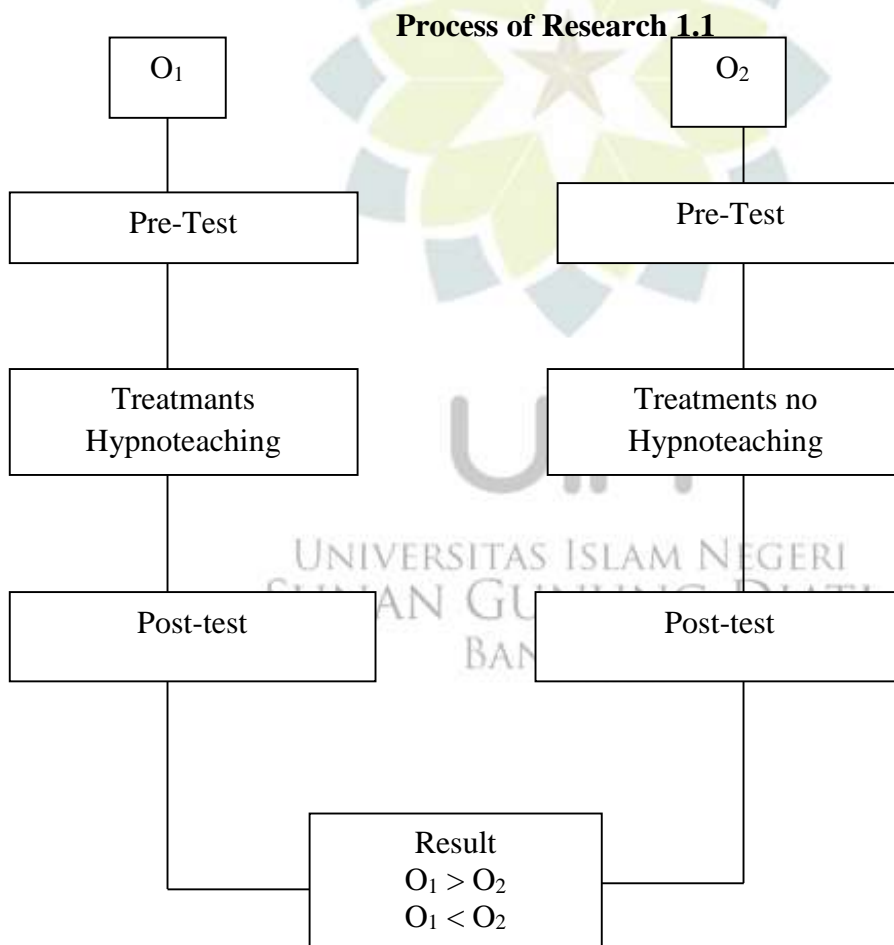 Process of Research 1.1
O₁
O₂
Pre-Test
Pre-Test
Treatmants
Hypnoteaching
Treatments no
Hypnoteaching
UNIVERSITAS ISLAM NEGERI
Post-test
Post-test
Result
O₁ > O₂
O₁ < O₂